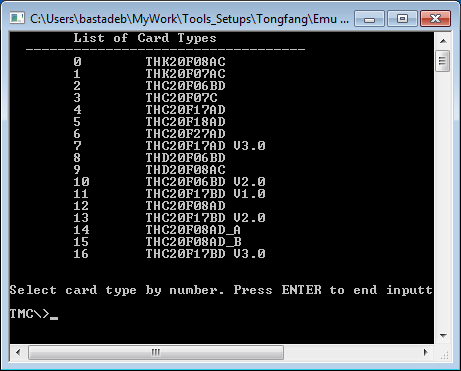 C:\Users\bastadeb\MyWork\Tools_Setups\Tongfang\Emu ...
List of Card Types
-----------------------------------
0 THK20F08AC
1 THK20F07AC
2 THC20F06BD
3 THC20F07C
4 THC20F17AD
5 THC20F18AD
6 THC20F27AD
7 THC20F17AD V3.0
8 THD20F06BD
9 THD20F08AC
10 THC20F06BD V2.0
11 THC20F17BD V1.0
12 THC20F08AD
13 THC20F17BD V2.0
14 THC20F08AD_A
15 THC20F08AD_B
16 THC20F17BD V3.0
Select card type by number. Press ENTER to end inputt
TMC\>_